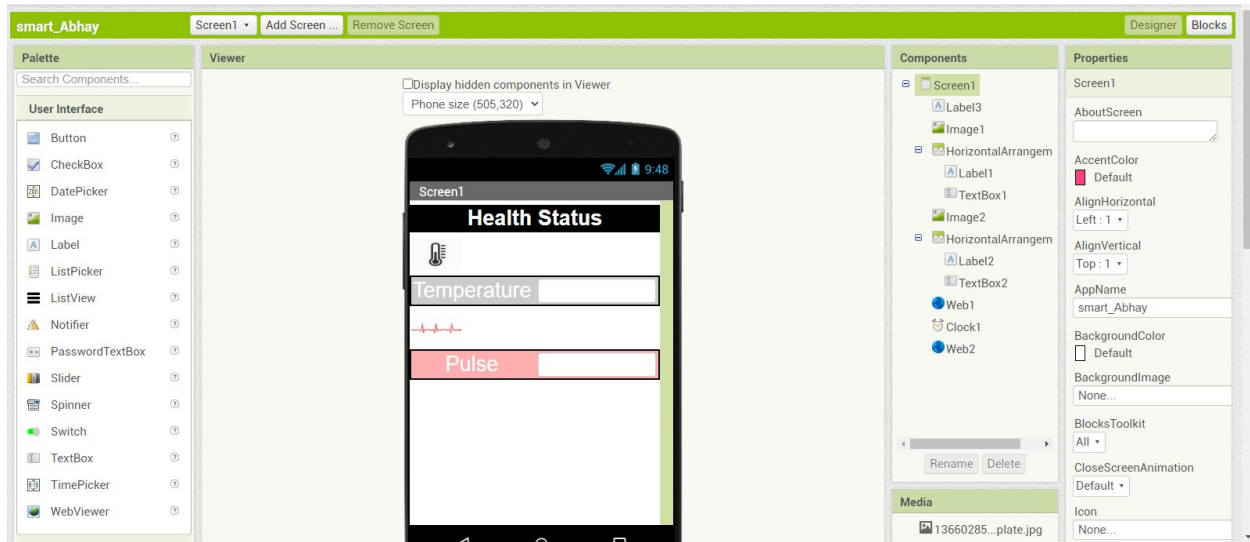 smart_Abhay
Screen1
Add Screen ...
Remove Screen
Designer
Blocks
Palette
Search Components...
User Interface
Button
CheckBox
DatePicker
Image
Label
ListPicker
ListView
Notifier
PasswordTextBox
Slider
Spinner
Switch
TextBox
TimePicker
WebViewer
Viewer
Display hidden components in Viewer
Phone size (505,320)
9:48
Screen1
Health Status
Temperature
Pulse
Components
Screen1
Label3
Image1
HorizontalArrangem
Label1
TextBox1
Image2
HorizontalArrangem
Label2
TextBox2
Web1
Clock1
Web2
Rename
Delete
Media
13660285...plate.jpg
Properties
Screen1
AboutScreen
AccentColor
Default
AlignHorizontal
Left : 1
AlignVertical
Top : 1
AppName
smart_Abhay
BackgroundColor
Default
BackgroundImage
None...
BlocksToolkit
All
CloseScreenAnimation
Default
Icon
None...